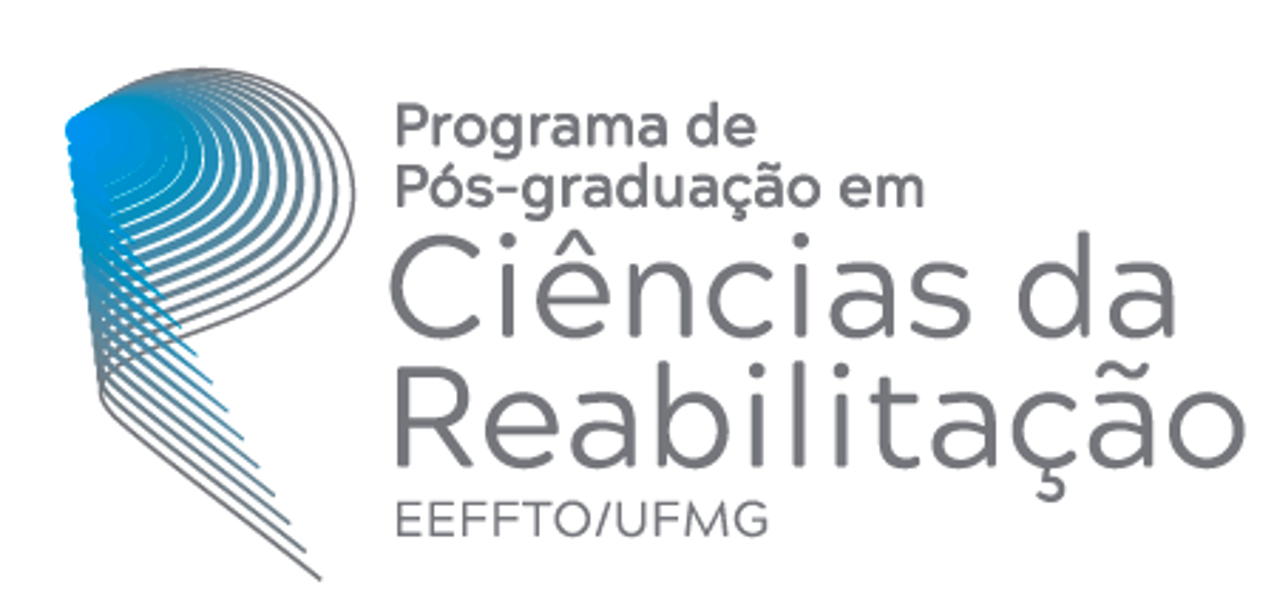 Programa de
Pós-graduação em
Ciências da
Reabilitação
EEFFTO/UFMG